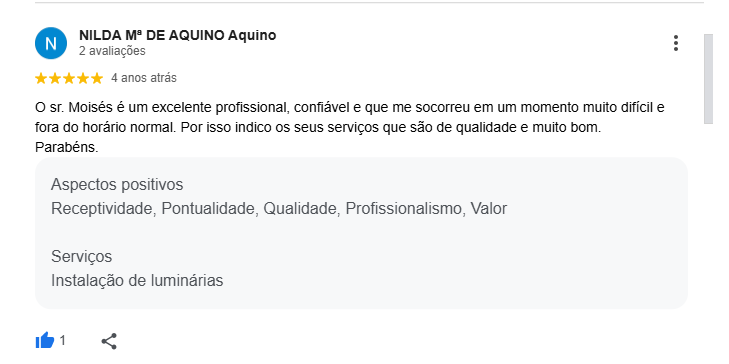 N
NILDA Mª DE AQUINO Aquino
2 avaliações
4 anos atrás
O sr. Moisés é um excelente profissional, confiável e que me socorreu em um momento muito difícil e
fora do horário normal. Por isso indico os seus serviços que são de qualidade e muito bom.
Parabéns.
Aspectos positivos
Receptividade, Pontualidade, Qualidade, Profissionalismo, Valor
Serviços
Instalação de luminárias
1